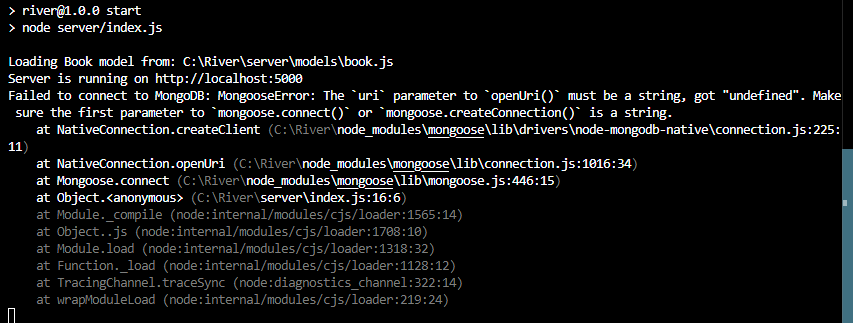 > river@1.0.0 start
> node server/index.js
Loading Book model from: C:\River\server\models\book.js
Server is running on http://localhost:5000
Failed to connect to MongoDB: MongooseError: The `uri` parameter to `openUri()` must be a string, got "undefined". Make
sure the first parameter to `mongoose.connect()` or `mongoose.createConnection()` is a string.
at NativeConnection.createClient (C:\River\node_modules\mongoose\lib\drivers\node-mongodb-native\connection.js:225:
11)
at NativeConnection.openUri (C:\River\node_modules\mongoose\lib\connection.js:1016:34)
at Mongoose.connect (C:\River\node_modules\mongoose\lib\mongoose.js:446:15)
at Object.<anonymous> (C:\River\server\index.js:16:6)
at Module._compile (node:internal/modules/cjs/loader:1565:14)
at Object..js (node:internal/modules/cjs/loader:1708:10)
at Module.load (node:internal/modules/cjs/loader:1318:32)
at Function._load (node:internal/modules/cjs/loader:1128:12)
at TracingChannel.traceSync (node:diagnostics_channel:322:14)
at wrapModuleLoad (node:internal/modules/cjs/loader:219:24)